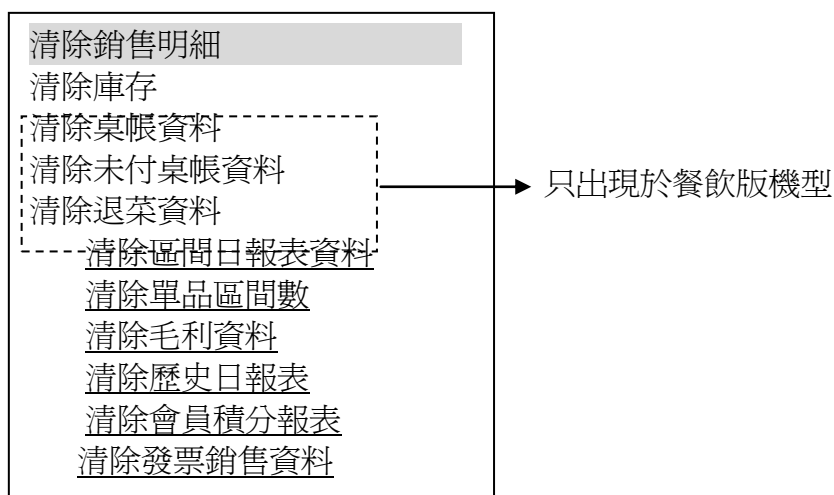 清除銷售明細
清除庫存
清除桌帳資料
清除未付桌帳資料
只出現於餐飲版機型
清除退菜資料
清除區間日報表資料
清除單品區間數
清除毛利資料
清除歷史日報表
清除會員積分報表
清除發票銷售資料